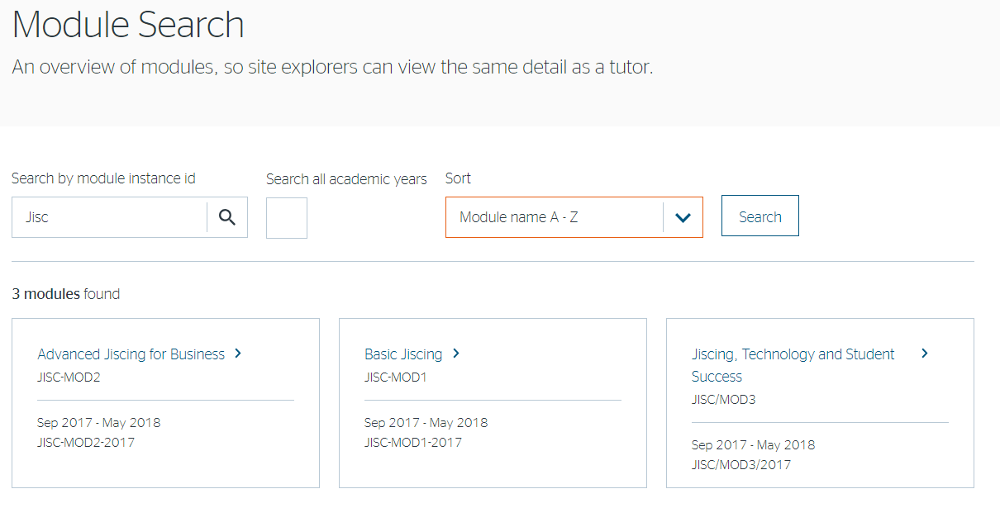 Module Search
An overview of modules, so site explorers can view the same detail as a tutor.
Search by module instance id
Search all academic years
Sort
Jisc
Module name A - Z
Search
3 modules found
Advanced Jiscing for Business
JISC-MOD2
Sep 2017 - May 2018
JISC-MOD2-2017
Basic Jiscing
JISC-MOD1
Sep 2017 - May 2018
JISC-MOD1-2017
Jiscing, Technology and Student
Success
JISC/MOD3
Sep 2017 - May 2018
JISC/MOD3/2017